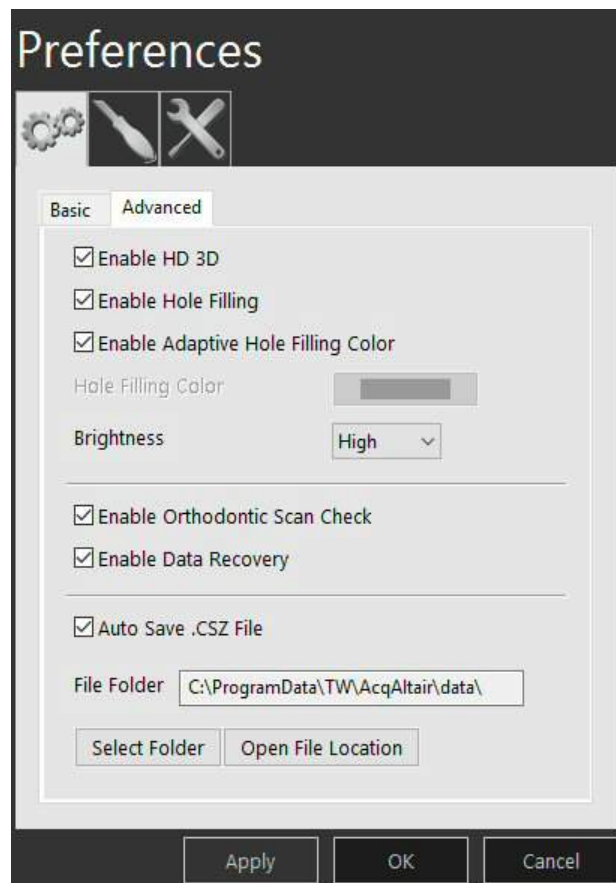 Preferences
Basic Advanced
Enable HD 3D
Enable Hole Filling
Enable Adaptive Hole Filling Color
Hole Filling Color
Brightness High
Enable Orthodontic Scan Check
Enable Data Recovery
Auto Save .CSZ File
File Folder C:\ProgramData\TW\AcqAltair\data\
Select Folder Open File Location
Apply OK Cancel